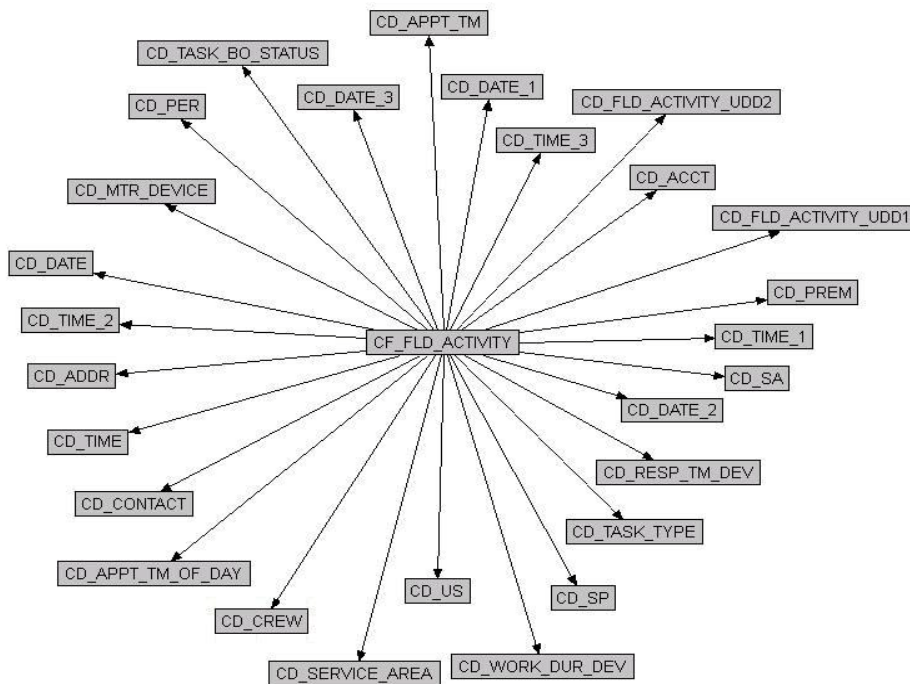 CD_APPT_TM
CD_TASK_BO_STATUS
CD_DATE_1
CD_DATE_3
CD_FLD_ACTIVITY_UDD2
CD_PER
CD_TIME_3
CD_ACCT
CD_MTR_DEVICE
CD_FLD_ACTIVITY_UDD1
CD_DATE
CD_PREM
CD_TIME_2
CD_TIME_1
CF_FLD_ACTIVITY
CD_ADDR
CD_SA
CD_DATE_2
CD_TIME
CD_RESP_TM_DEV
CD_CONTACT
CD_TASK_TYPE
CD_APPT_TM_OF_DAY
CD_US
CD_SP
CD_CREW
CD_WORK_DUR_DEV
CD_SERVICE_AREA